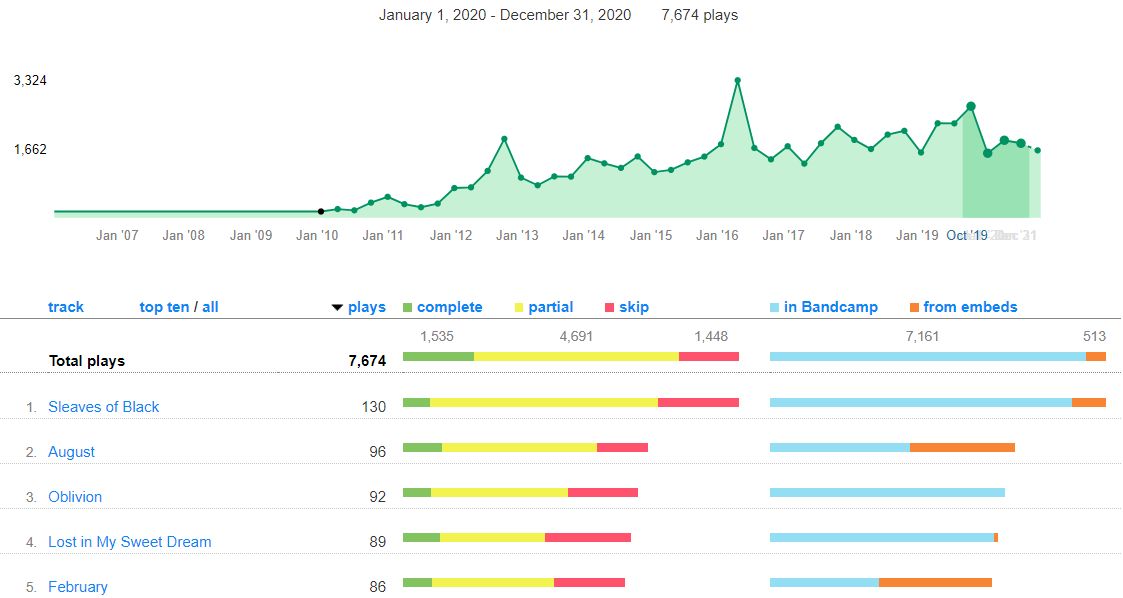 January 1, 2020 - December 31, 2020 7,674 plays
3,324
1,662
Jan '07 Jan '08 Jan '09 Jan '10 Jan '11 Jan '12 Jan '13 Jan '14 Jan '15 Jan '16 Jan '17 Jan '18 Jan '19 Oct '19
track top ten / all plays complete partial skip in Bandcamp from embeds
1,535 4,691 1,448 7,161 513
Total plays 7,674
1. Sleaves of Black 130
2. August 96
3. Oblivion 92
4. Lost in My Sweet Dream 89
5. February 86